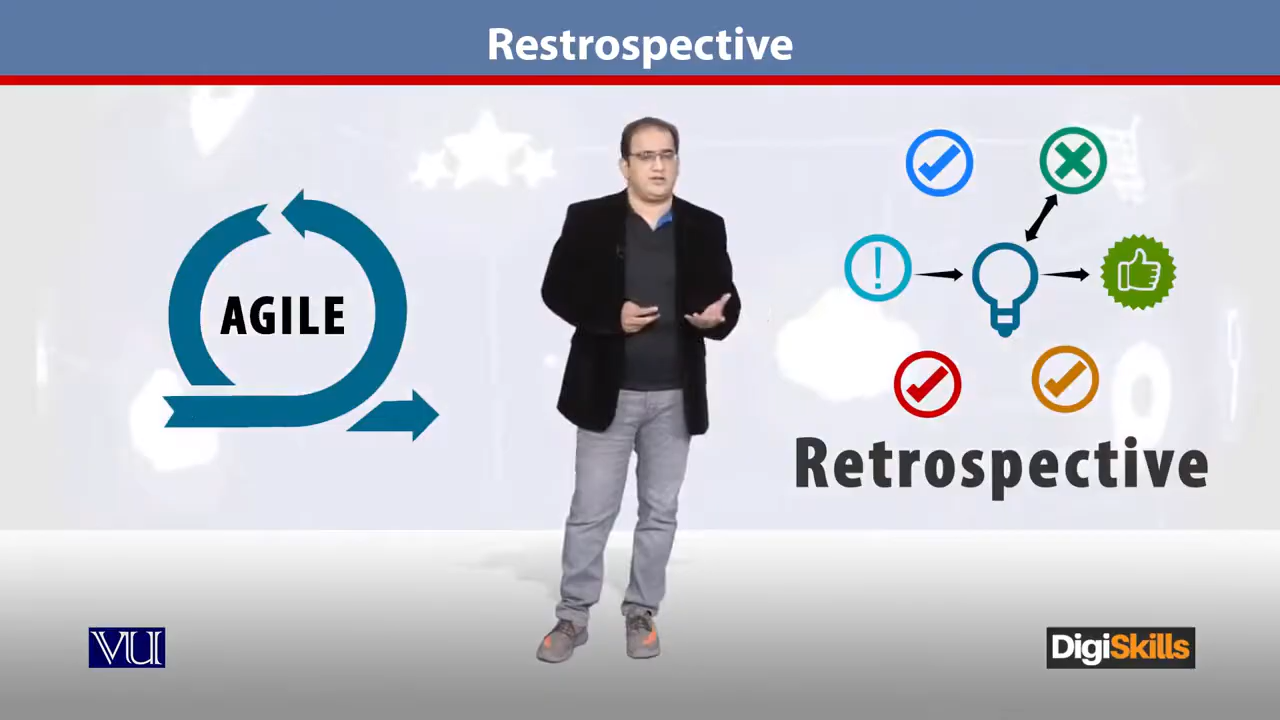 Restrospective
AGILE
Retrospective
VU
DigiSkills